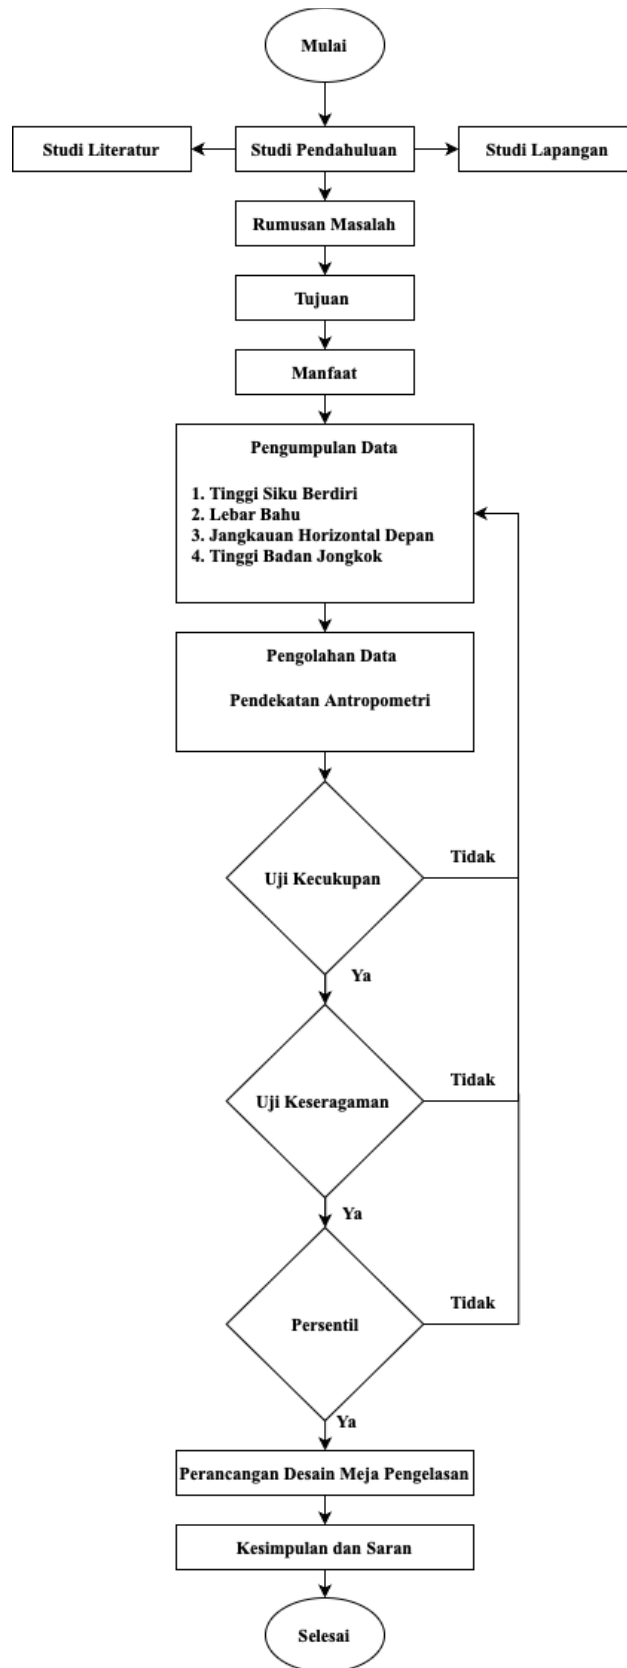 Mulai
Studi Literatur
Studi Pendahuluan
Studi Lapangan
Rumusan Masalah
Tujuan
Manfaat
Pengumpulan Data
1. Tinggi Siku Berdiri
2. Lebar Bahu
3. Jangkauan Horizontal Depan
4. Tinggi Badan Jongkok
Pengolahan Data
Pendekatan Antropometri
Uji Kecukupan
Tidak
Ya
Uji Keseragaman
Tidak
Ya
Persentil
Tidak
Ya
Perancangan Desain Meja Pengelasan
Kesimpulan dan Saran
Selesai